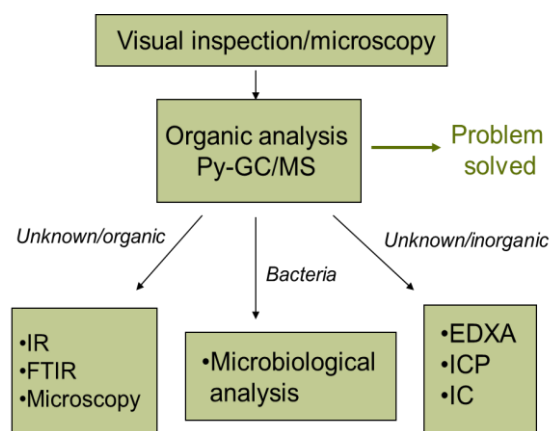 Visual inspection/microscopy
Organic analysis
Py-GC/MS
Problem
solved
Unknown/organic
Bacteria
Unknown/inorganic
•IR
•FTIR
•Microscopy
•Microbiological
analysis
•EDXA
•ICP
•IC